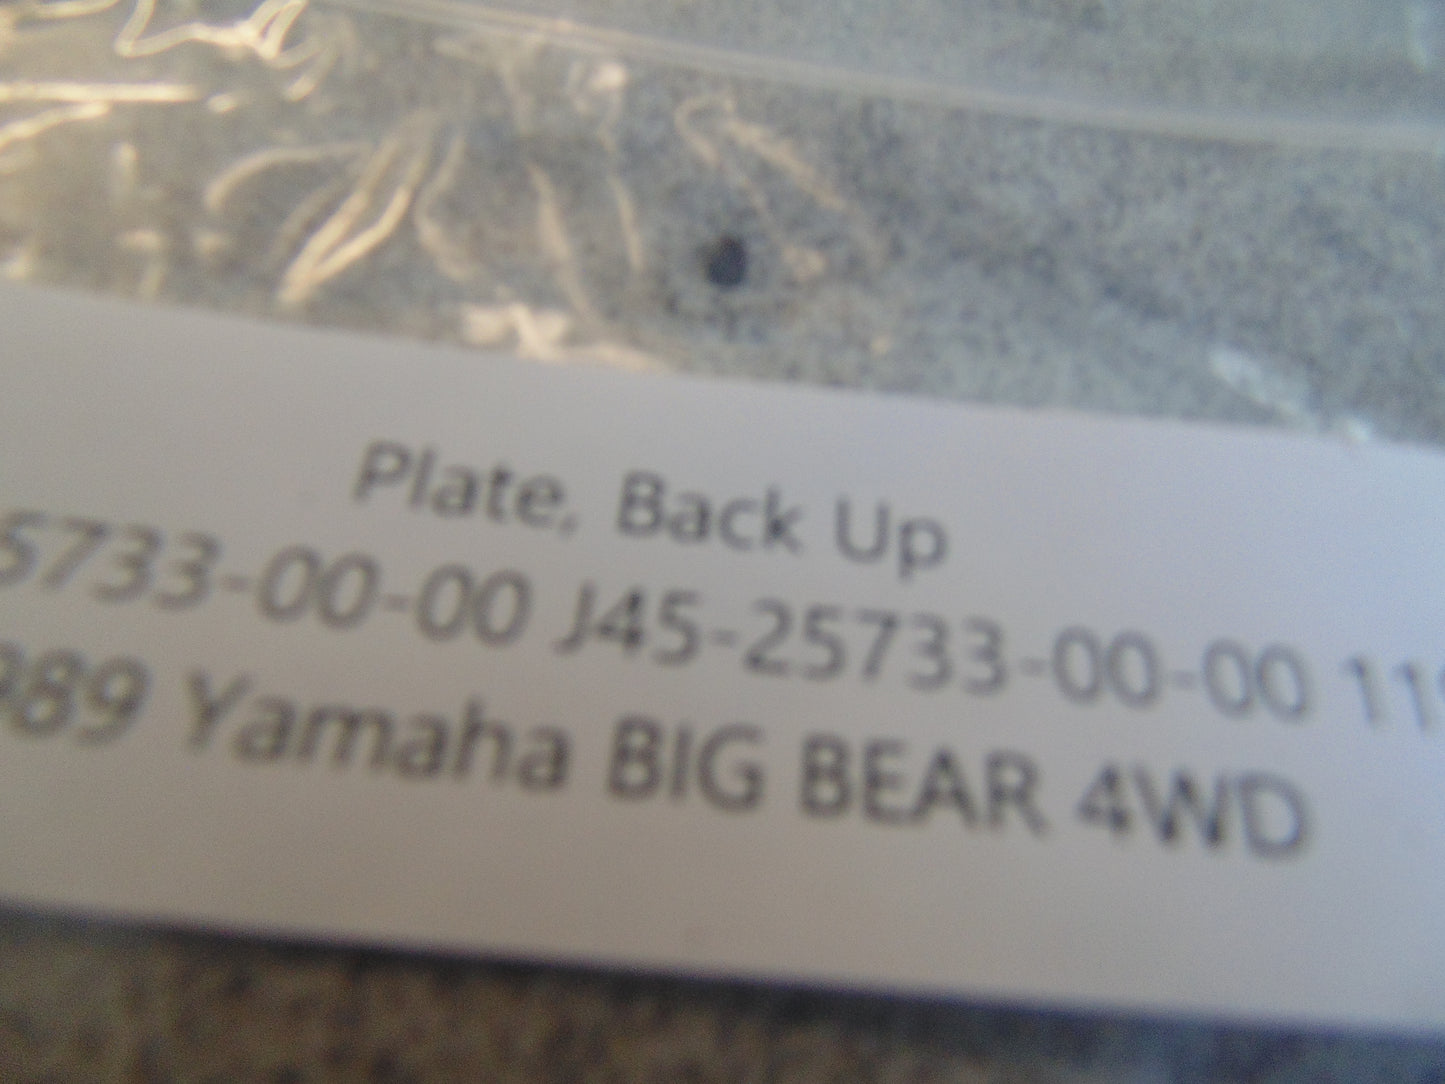 Plate, Back Up
5733-00-00 J45-25733-00-00 11
989 Yamaha BIG BEAR 4WD